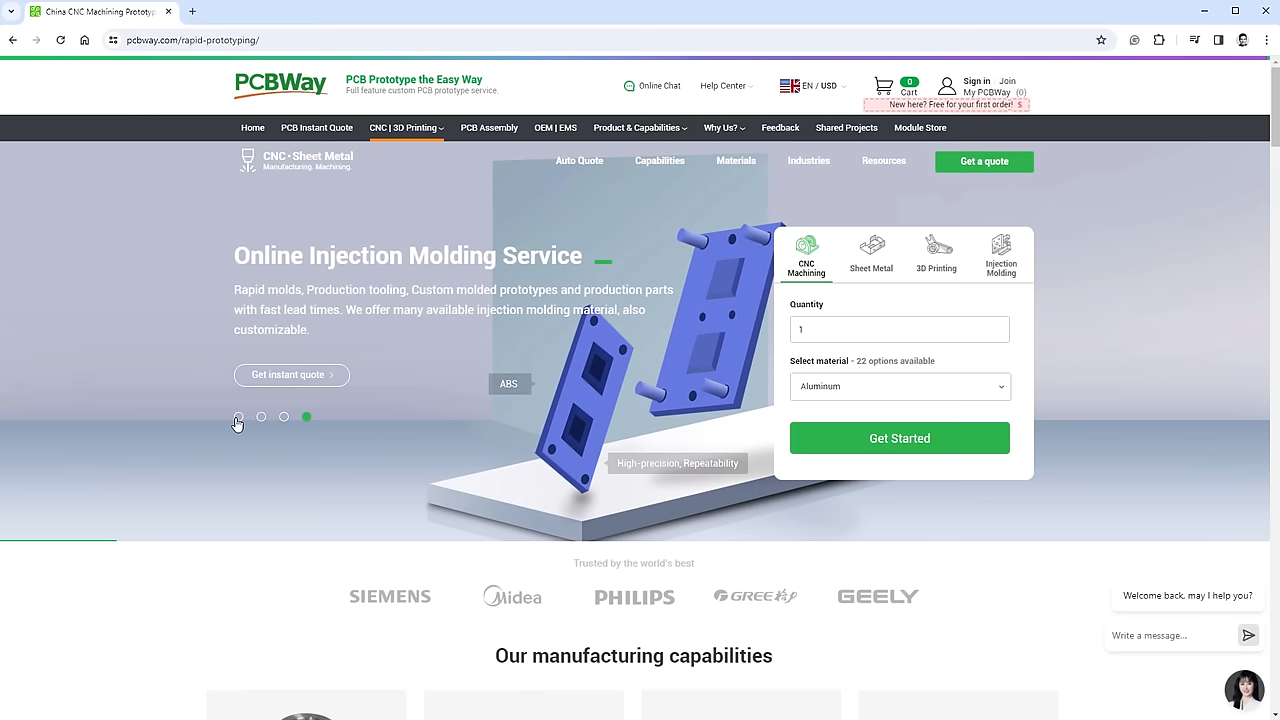 China CNC Machining Prototyp
pcbway.com/rapid-prototyping/
PCBWay
PCB Prototype the Easy Way
Full feature custom PCB prototype service.
Online Chat
Help Center
EN / USD
0
Cart
Sign in | Join
My PCBWay (0)
New here? Free for your first order! $
Home
PCB Instant Quote
CNC | 3D Printing
PCB Assembly
OEM | EMS
Product & Capabilities
Why Us?
Feedback
Shared Projects
Module Store
CNC·Sheet Metal
Manufacturing. Machining.
Auto Quote
Capabilities
Materials
Industries
Resources
Get a quote
Online Injection Molding Service
Rapid molds, Production tooling, Custom molded prototypes and production parts
with fast lead times. We offer many available injection molding material, also
customizable.
Get instant quote
ABS
High-precision, Repeatability
CNC
Machining
Sheet Metal
3D Printing
Injection
Molding
Quantity
1
Select material - 22 options available
Aluminum
Get Started
Trusted by the world's best
SIEMENS
Midea
PHILIPS
GREE格力
GEELY
Welcome back, may I help you?
Write a message...
Our manufacturing capabilities